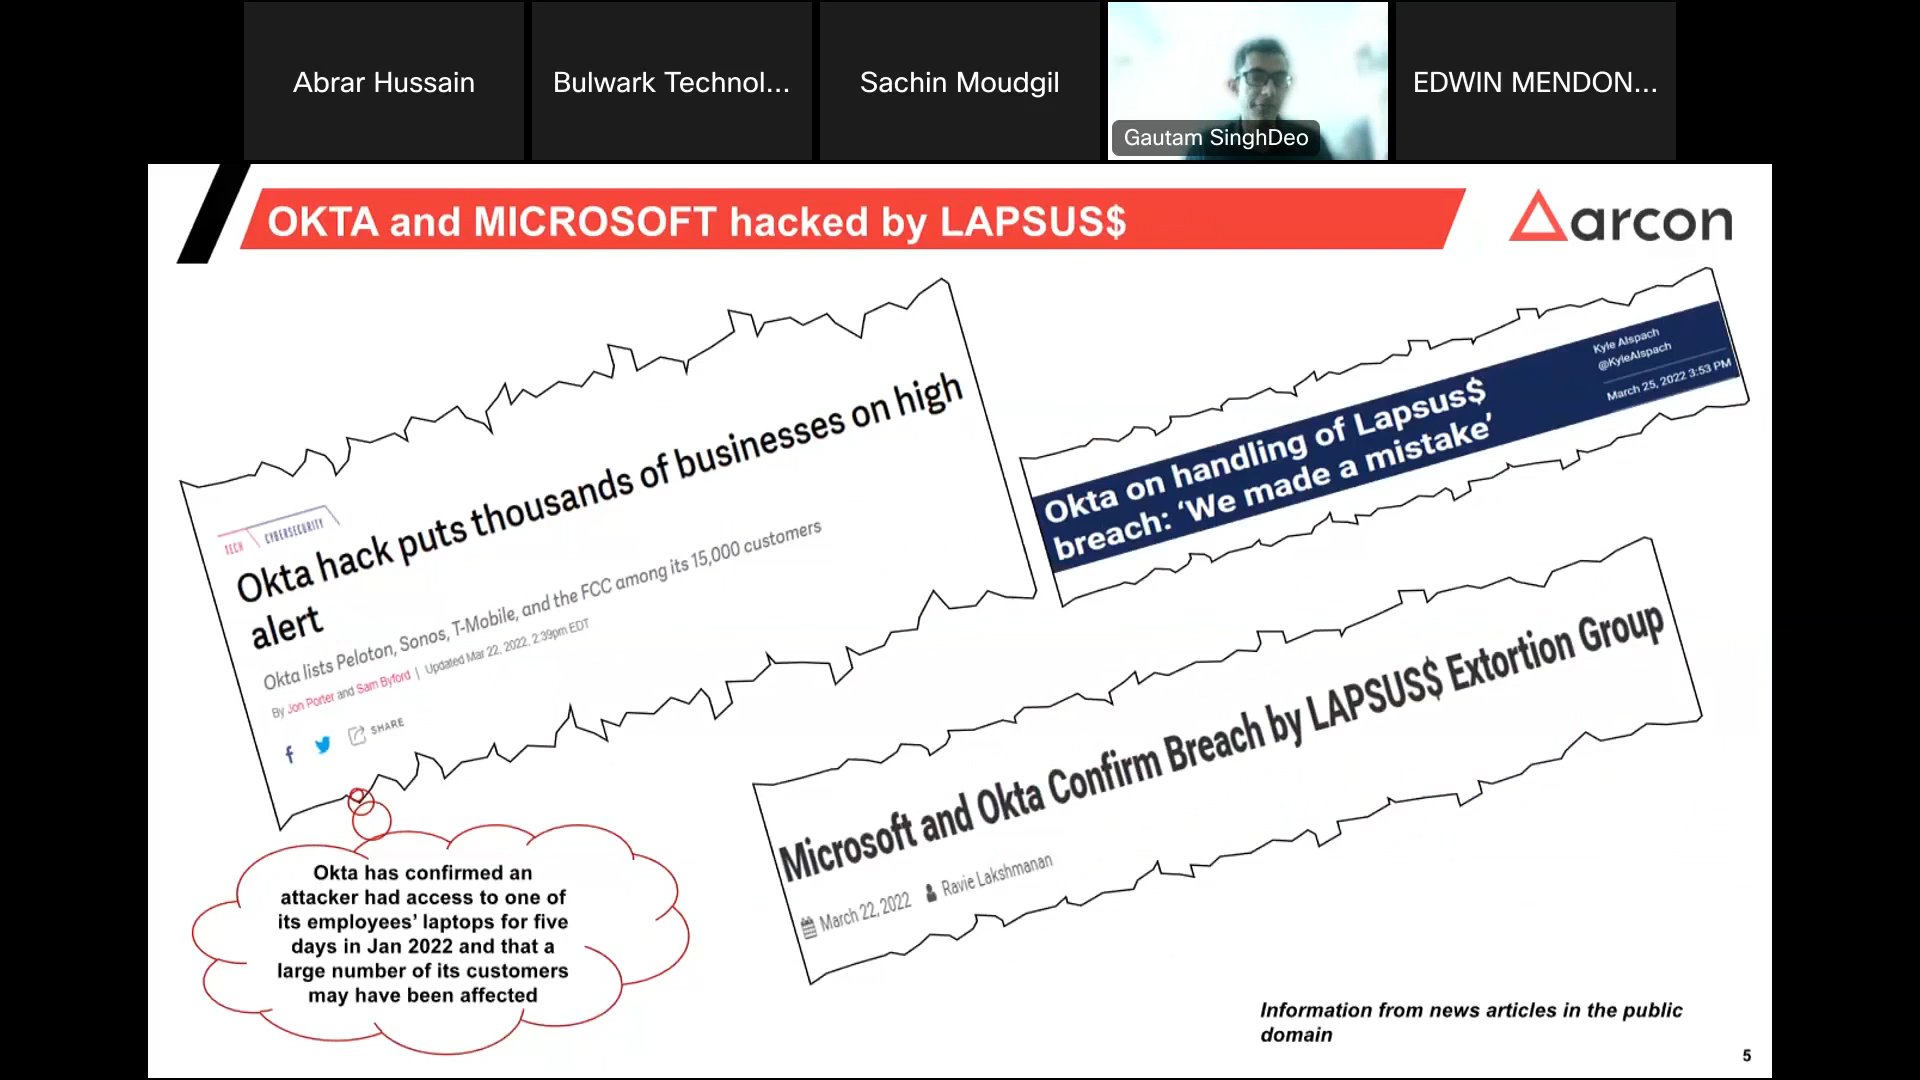 Abrar Hussain
Bulwark Technol...
Sachin Moudgil
Gautam SinghDeo
EDWIN MENDON...
OKTA and MICROSOFT hacked by LAPSUS$
arcon
TECH CYBERSECURITY
Okta hack puts thousands of businesses on high
alert
Okta lists Peloton, Sonos, T-Mobile, and the FCC among its 15,000 customers
By Jon Porter and Sam Byford | Updated Mar 22, 2022, 2:39pm EDT
SHARE
Kyle Alspach
@KyleAlspach
March 25, 2022 3:53 PM
Okta on handling of Lapsus$
breach: ‘We made a mistake’
Microsoft and Okta Confirm Breach by LAPSUS$ Extortion Group
March 22, 2022 Ravie Lakshmanan
Okta has confirmed an
attacker had access to one of
its employees’ laptops for five
days in Jan 2022 and that a
large number of its customers
may have been affected
Information from news articles in the public
domain
5